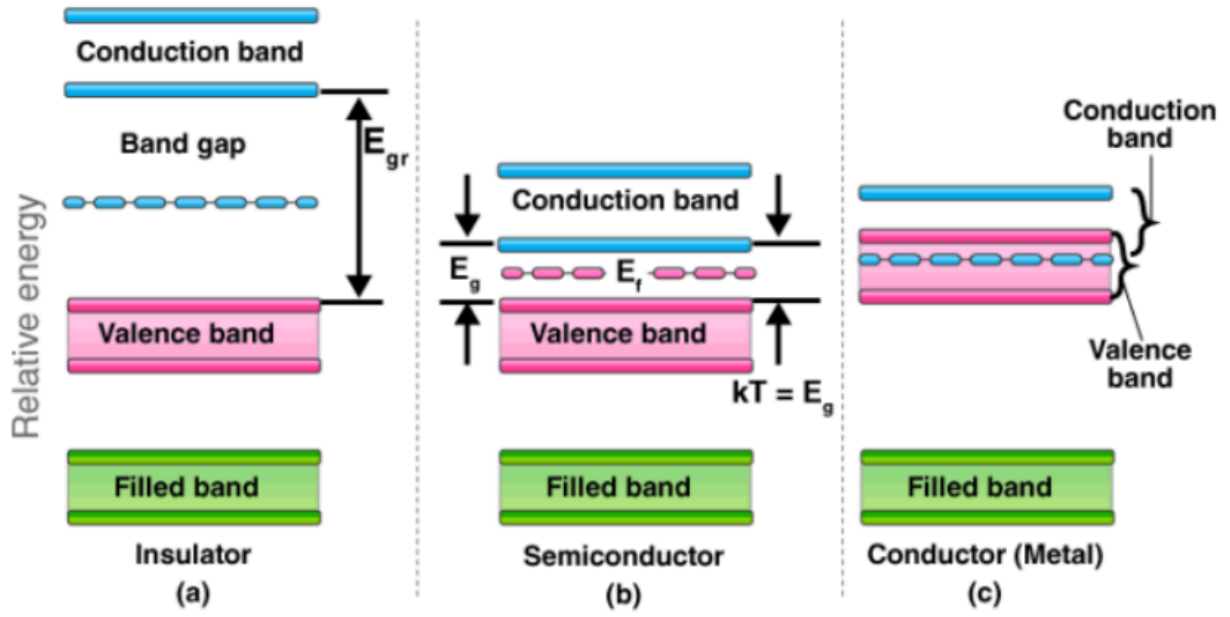 Relative energy
Conduction band
Band gap
E_gr
Valence band
Filled band
Insulator
(a)
Conduction band
E_g
E_f
Valence band
kT = E_g
Filled band
Semiconductor
(b)
Conduction
band
Valence
band
Filled band
Conductor (Metal)
(c)